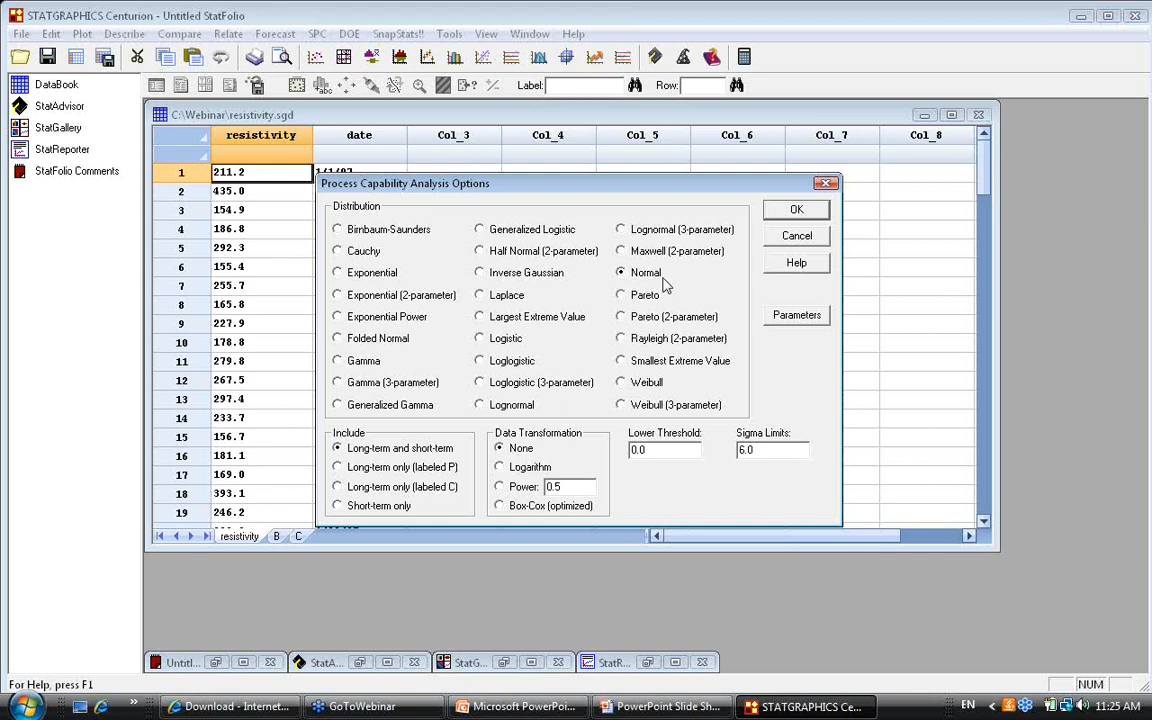 STATGRAPHICS Centurion - Untitled StatFolio
File Edit Plot Describe Compare Relate Forecast SPC DOE SnapStats!! Tools View Window Help
Label: Row:
DataBook
StatAdvisor
StatGallery
StatReporter
StatFolio Comments
C:\Webinar\resistivity.sgd
resistivity date Col_3 Col_4 Col_5 Col_6 Col_7 Col_8
1 211.2
2 435.0
3 154.9
4 186.8
5 292.3
6 155.4
7 255.7
8 165.8
9 227.9
10 178.8
11 279.8
12 267.5
13 297.4
14 233.7
15 156.7
16 181.1
17 169.0
18 393.1
19 246.2
Process Capability Analysis Options
Distribution
Birnbaum-Saunders Generalized Logistic Lognormal (3-parameter)
Cauchy Half Normal (2-parameter) Maxwell (2-parameter)
Exponential Inverse Gaussian Normal
Exponential (2-parameter) Laplace Pareto
Exponential Power Largest Extreme Value Pareto (2-parameter)
Folded Normal Logistic Rayleigh (2-parameter)
Gamma Loglogistic Smallest Extreme Value
Gamma (3-parameter) Loglogistic (3-parameter) Weibull
Generalized Gamma Lognormal Weibull (3-parameter)
OK
Cancel
Help
Parameters
Include
Long-term and short-term
Long-term only (labeled P)
Long-term only (labeled C)
Short-term only
Data Transformation
None
Logarithm
Power: 0.5
Box-Cox (optimized)
Lower Threshold: Sigma Limits:
0.0 6.0
resistivity B C
Untitl... StatA... StatG... StatR...
For Help, press F1 NUM
Download - Internet... GoToWebinar Microsoft PowerPoi... PowerPoint Slide Sh... STATGRAPHICS Ce... EN 11:25 AM